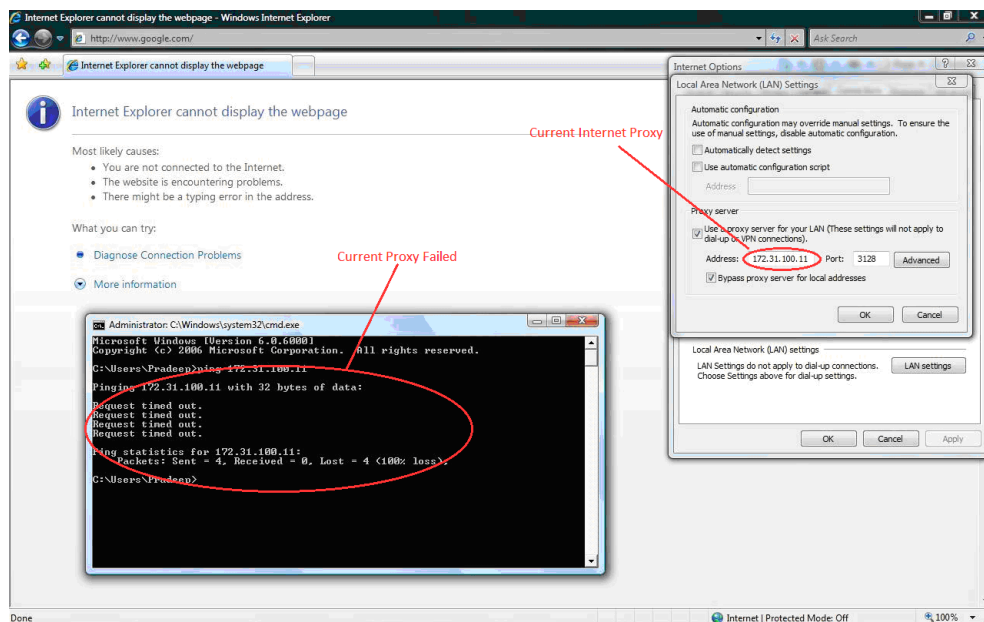 Internet Explorer cannot display the webpage - Windows Internet Explorer
http://www.google.com/
Ask Search
Internet Explorer cannot display the webpage
Internet Explorer cannot display the webpage
Most likely causes:
You are not connected to the Internet.
The website is encountering problems.
There might be a typing error in the address.
What you can try:
Diagnose Connection Problems
More information
Current Internet Proxy
Current Proxy Failed
Administrator: C:\Windows\system32\cmd.exe
Microsoft Windows [Version 6.0.6000]
Copyright (c) 2006 Microsoft Corporation. All rights reserved.
C:\Users\Pradeep>ping 172.31.100.11
Pinging 172.31.100.11 with 32 bytes of data:
Request timed out.
Request timed out.
Request timed out.
Request timed out.
Ping statistics for 172.31.100.11:
Packets: Sent = 4, Received = 0, Lost = 4 (100% loss),
C:\Users\Pradeep>
Internet Options
Local Area Network (LAN) Settings
Automatic configuration
Automatic configuration may override manual settings. To ensure the
use of manual settings, disable automatic configuration.
Automatically detect settings
Use automatic configuration script
Address
Proxy server
Use a proxy server for your LAN (These settings will not apply to
dial-up or VPN connections).
Address: 172.31.100.11 Port: 3128 Advanced
Bypass proxy server for local addresses
OK Cancel
Local Area Network (LAN) settings
LAN Settings do not apply to dial-up connections.
Choose Settings above for dial-up settings.
LAN settings
OK Cancel Apply
Done
Internet | Protected Mode: Off
100%